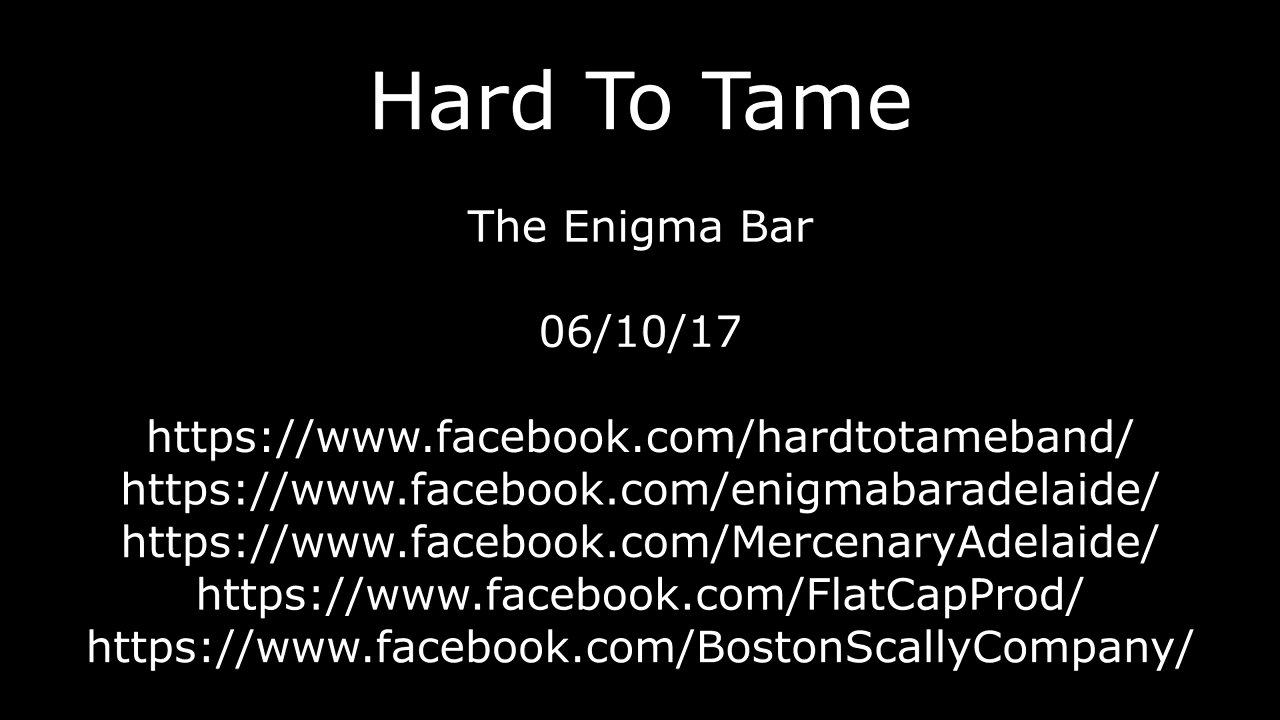 Hard To Tame
The Enigma Bar
06/10/17
https://www.facebook.com/hardtotameband/
https://www.facebook.com/enigmabaradelaide/
https://www.facebook.com/MercenaryAdelaide/
https://www.facebook.com/FlatCapProd/
https://www.facebook.com/BostonScallyCompany/